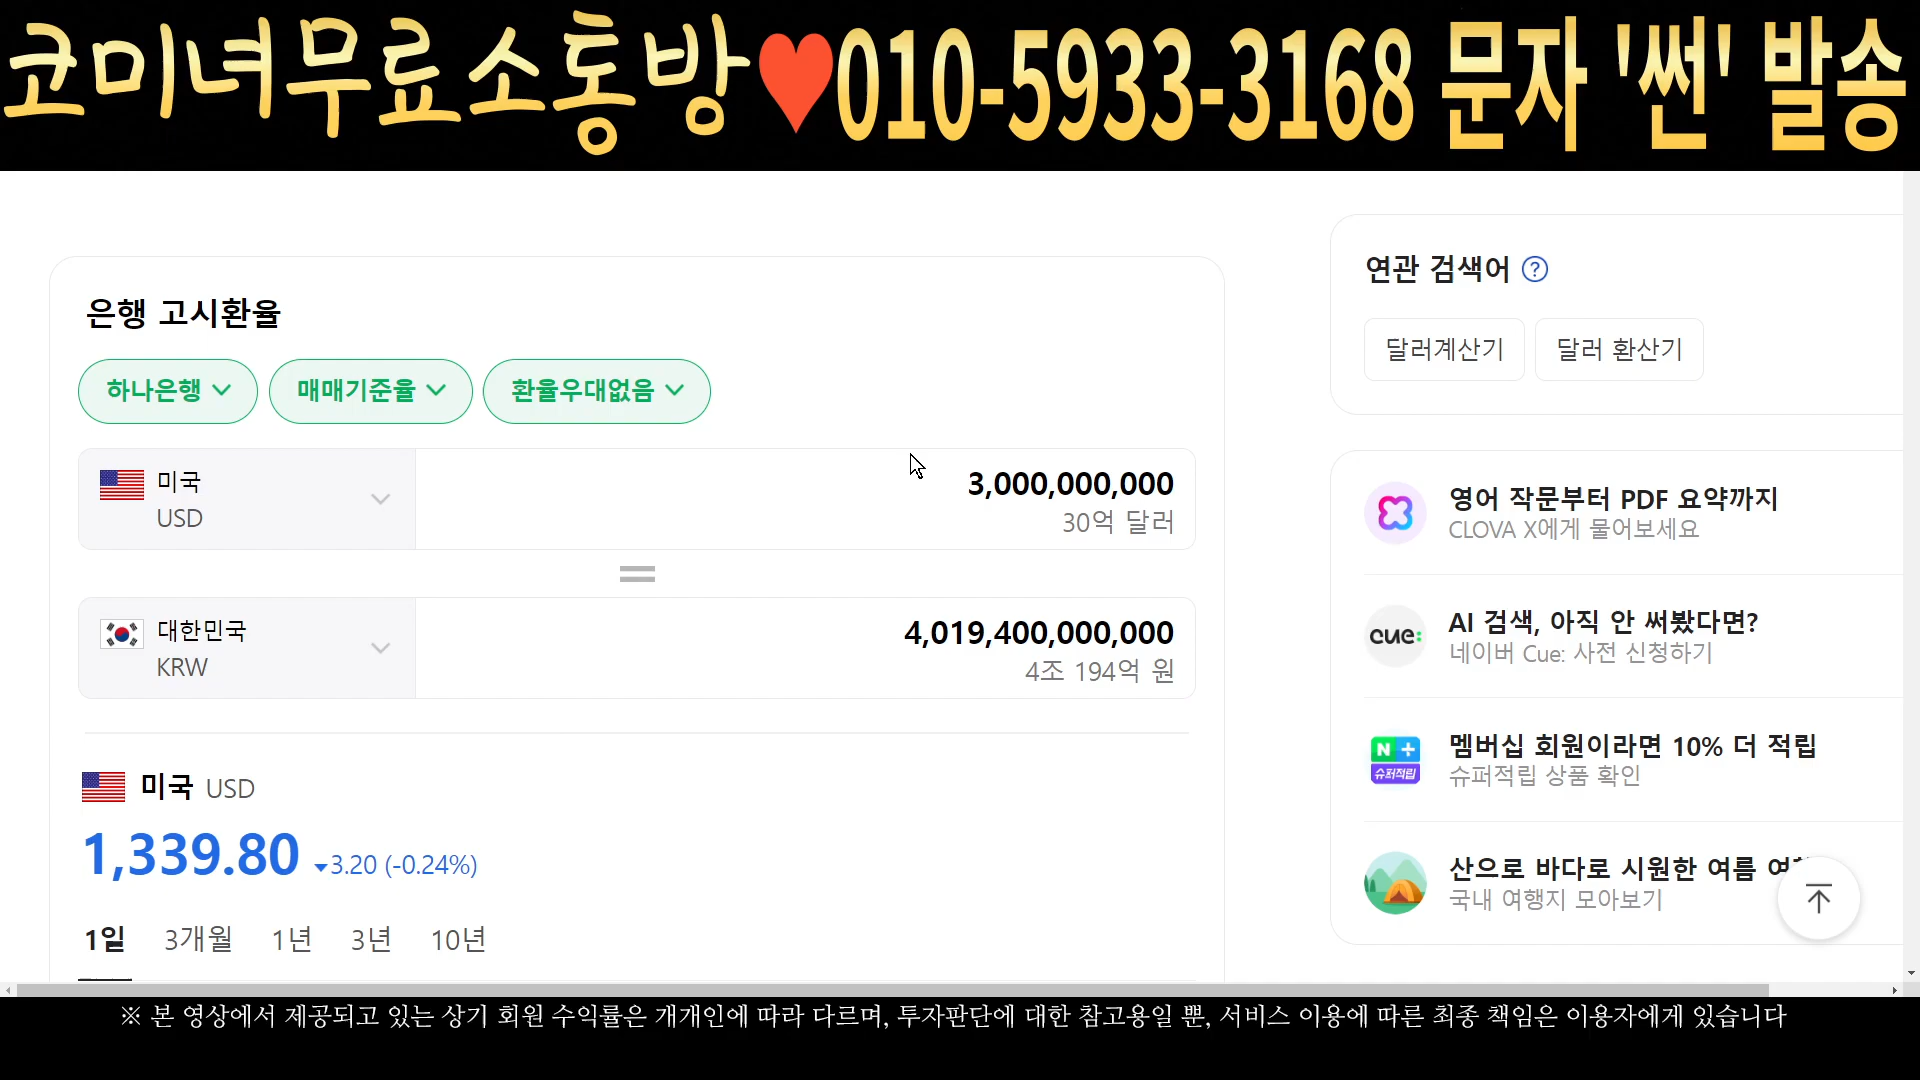 코미녀무료소통방♥010-5933-3168 문자 '썬' 발송
은행 고시환율
하나은행
매매기준율
환율우대없음
미국
USD
3,000,000,000
30억 달러
대한민국
KRW
4,019,400,000,000
4조 194억 원
미국 USD
1,339.80 ▼3.20 (-0.24%)
1일 3개월 1년 3년 10년
연관 검색어 ?
달러계산기
달러 환산기
영어 작문부터 PDF 요약까지
CLOVA X에게 물어보세요
cue:
AI 검색, 아직 안 써봤다면?
네이버 Cue: 사전 신청하기
N +
슈퍼적립
멤버십 회원이라면 10% 더 적립
슈퍼적립 상품 확인
산으로 바다로 시원한 여름
국내 여행지 모아보기
※ 본 영상에서 제공되고 있는 상기 회원 수익률은 개개인에 따라 다르며, 투자판단에 대한 참고용일 뿐, 서비스 이용에 따른 최종 책임은 이용자에게 있습니다